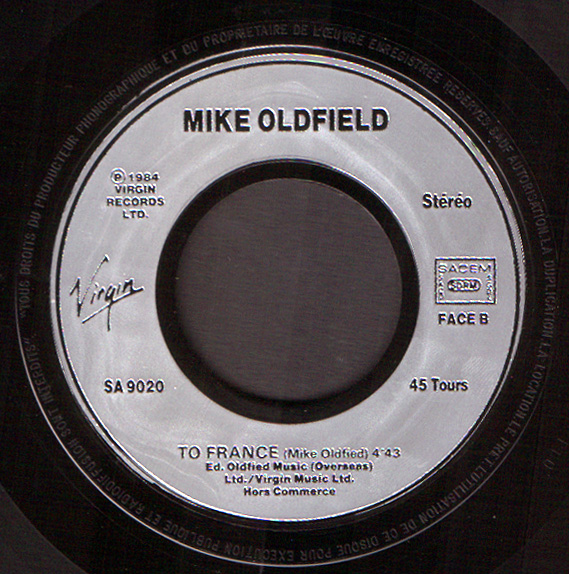 "TOUS DROITS DU PRODUCTEUR PHONOGRAPHIQUE ET DU PROPRIETAIRE DE L'ŒUVRE ENREGISTREE RESERVES. SAUF AUTORISATION, LA DUPLICATION, LA LOCATION, LE PRET, L'UTILISATION DE CE DISQUE POUR EXECUTION PUBLIQUE ET RADIODIFFUSION SONT INTERDITS"
MIKE OLDFIELD
℗ 1984
VIRGIN
RECORDS
LTD.
Stéréo
Virgin
SACEM
SDRM
FACE B
SA 9020
45 Tours
TO FRANCE (Mike Oldfied) 4'43
Ed. Oldfied Music (Overseas)
Ltd./Virgin Music Ltd.
Hors Commerce